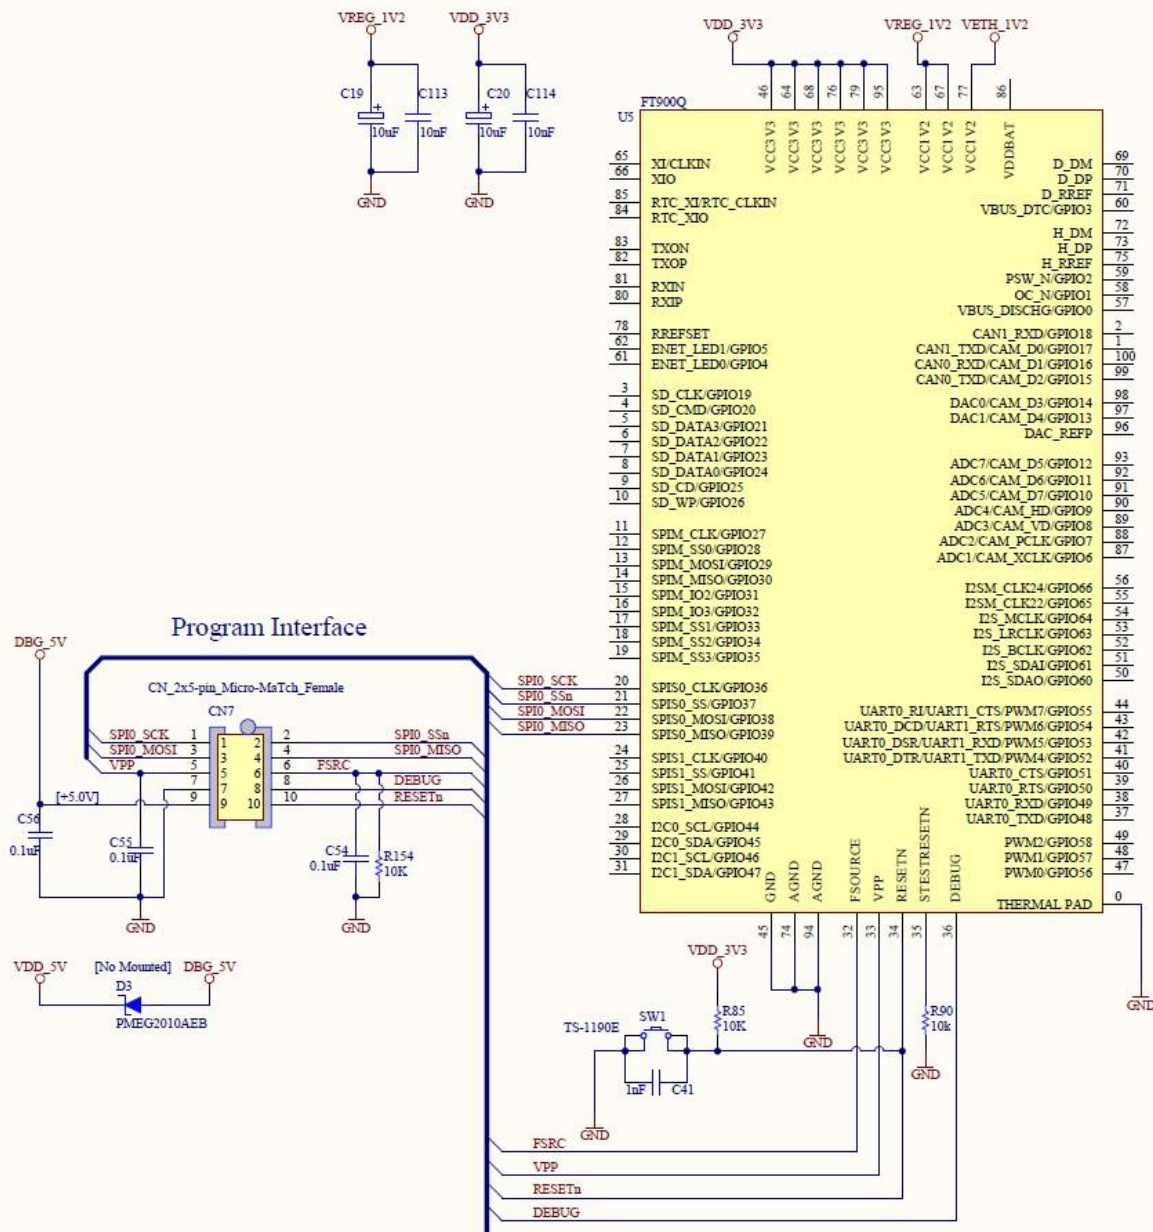 VREG_1V2
VDD_3V3
VDD_3V3
VREG_1V2
VETH_1V2
C19
C113
C20
C114
+
+
10uF
10nF
10uF
10nF
GND
GND
46
64
68
76
79
95
63
67
77
86
FT900Q
U5
VCC3V3
VCC3V3
VCC3V3
VCC3V3
VCC3V3
VCC3V3
VCC1V2
VCC1V2
VCC1V2
VDDBAT
65 XI/CLKIN
66 XIO
85 RTC_XI/RTC_CLKIN
84 RTC_XIO
83 TXON
82 TXOP
81 RXIN
80 RXIP
78 RREFSET
62 ENET_LED1/GPIO5
61 ENET_LED0/GPIO4
3 SD_CLK/GPIO19
4 SD_CMD/GPIO20
5 SD_DATA3/GPIO21
6 SD_DATA2/GPIO22
7 SD_DATA1/GPIO23
8 SD_DATA0/GPIO24
9 SD_CD/GPIO25
10 SD_WP/GPIO26
11 SPIM_CLK/GPIO27
12 SPIM_SS0/GPIO28
13 SPIM_MOSI/GPIO29
14 SPIM_MISO/GPIO30
15 SPIM_IO2/GPIO31
16 SPIM_IO3/GPIO32
17 SPIM_SS1/GPIO33
18 SPIM_SS2/GPIO34
19 SPIM_SS3/GPIO35
SPI0_SCK 20 SPIS0_CLK/GPIO36
SPI0_SSn 21 SPIS0_SS/GPIO37
SPI0_MOSI 22 SPIS0_MOSI/GPIO38
SPI0_MISO 23 SPIS0_MISO/GPIO39
24 SPIS1_CLK/GPIO40
25 SPIS1_SS/GPIO41
26 SPIS1_MOSI/GPIO42
27 SPIS1_MISO/GPIO43
28 I2C0_SCL/GPIO44
29 I2C0_SDA/GPIO45
30 I2C1_SCL/GPIO46
31 I2C1_SDA/GPIO47
D_DM 69
D_DP 70
D_RREF 71
VBUS_DTC/GPIO3 60
H_DM 72
H_DP 73
H_RREF 75
PSW_N/GPIO2 59
OC_N/GPIO1 58
VBUS_DISCHG/GPIO0 57
CAN1_RXD/GPIO18 2
CAN1_TXD/CAM_D0/GPIO17 1
CAN0_RXD/CAM_D1/GPIO16 100
CAN0_TXD/CAM_D2/GPIO15 99
DAC0/CAM_D3/GPIO14 98
DAC1/CAM_D4/GPIO13 97
DAC_REFP 96
ADC7/CAM_D5/GPIO12 93
ADC6/CAM_D6/GPIO11 92
ADC5/CAM_D7/GPIO10 91
ADC4/CAM_HD/GPIO9 90
ADC3/CAM_VD/GPIO8 89
ADC2/CAM_PCLK/GPIO7 88
ADC1/CAM_XCLK/GPIO6 87
I2SM_CLK24/GPIO66 56
I2SM_CLK22/GPIO65 55
I2S_MCLK/GPIO64 54
I2S_LRCLK/GPIO63 53
I2S_BCLK/GPIO62 52
I2S_SDAI/GPIO61 51
I2S_SDAO/GPIO60 50
UART0_RI/UART1_CTS/PWM7/GPIO55 44
UART0_DCD/UART1_RTS/PWM6/GPIO54 43
UART0_DSR/UART1_RXD/PWM5/GPIO53 42
UART0_DTR/UART1_TXD/PWM4/GPIO52 41
UART0_CTS/GPIO51 40
UART0_RTS/GPIO50 39
UART0_RXD/GPIO49 38
UART0_TXD/GPIO48 37
PWM2/GPIO58 49
PWM1/GPIO57 48
PWM0/GPIO56 47
THERMAL PAD 0
GND
AGND
AGND
FSOURCE
VPP
RESETN
STESTRESETN
DEBUG
45
74
94
32
33
34
35
36
Program Interface
DBG_5V
CN_2x5-pin_Micro-MaTch_Female
CN7
SPI0_SCK 1 1 2 2 SPI0_SSn
SPI0_MOSI 3 3 4 4 SPI0_MISO
VPP 5 5 6 6 FSRC
7 7 8 8 DEBUG
[+5.0V] 9 9 10 10 RESETn
C56
0.1uF
C55
0.1uF
C54
0.1uF
R154
10K
GND
GND
VDD_5V
[No Mounted]
DBG_5V
D3
PMEG2010AEB
VDD_3V3
TS-1190E
SW1
R85
10K
GND
R90
10k
GND
GND
1nF
C41
GND
FSRC
VPP
RESETn
DEBUG